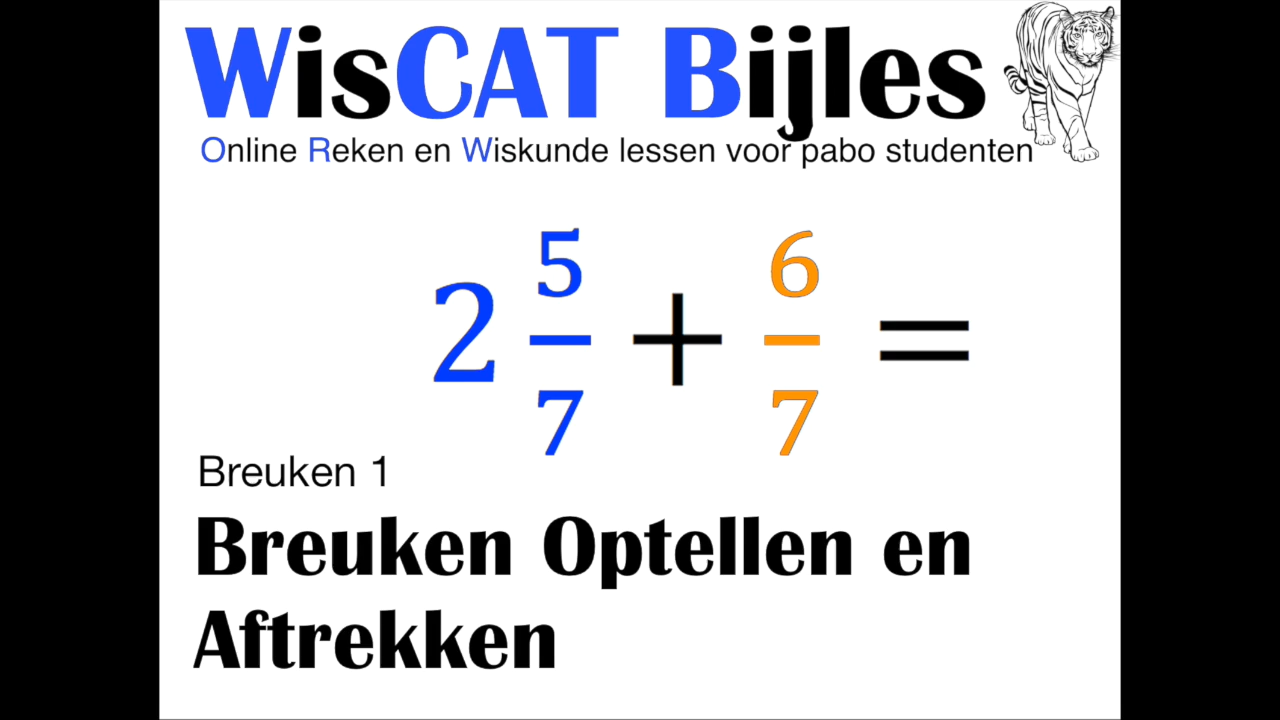 WisCAT Bijles
Online Reken en Wiskunde lessen voor pabo studenten
2 5/7 + 6/7 =
Breuken 1
Breuken Optellen en
Aftrekken